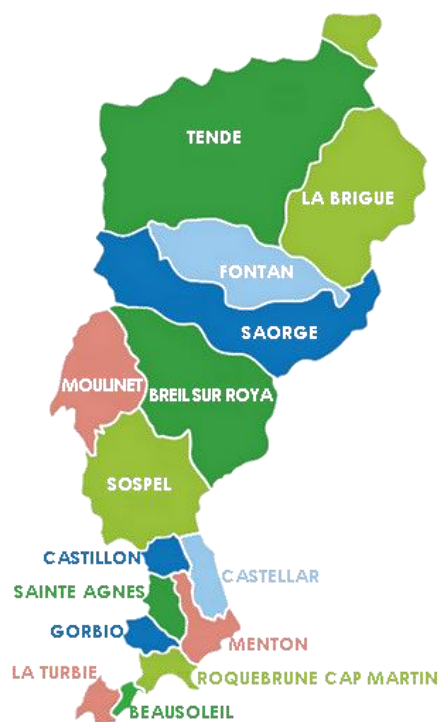 TENDE
LA BRIGUE
FONTAN
SAORGE
MOULINET
BREIL SUR ROYA
SOSPEL
CASTILLON
CASTELLAR
SAINTE AGNES
GORBIO
MENTON
LA TURBIE
ROQUEBRUNE CAP MARTIN
BEAUSOLEIL